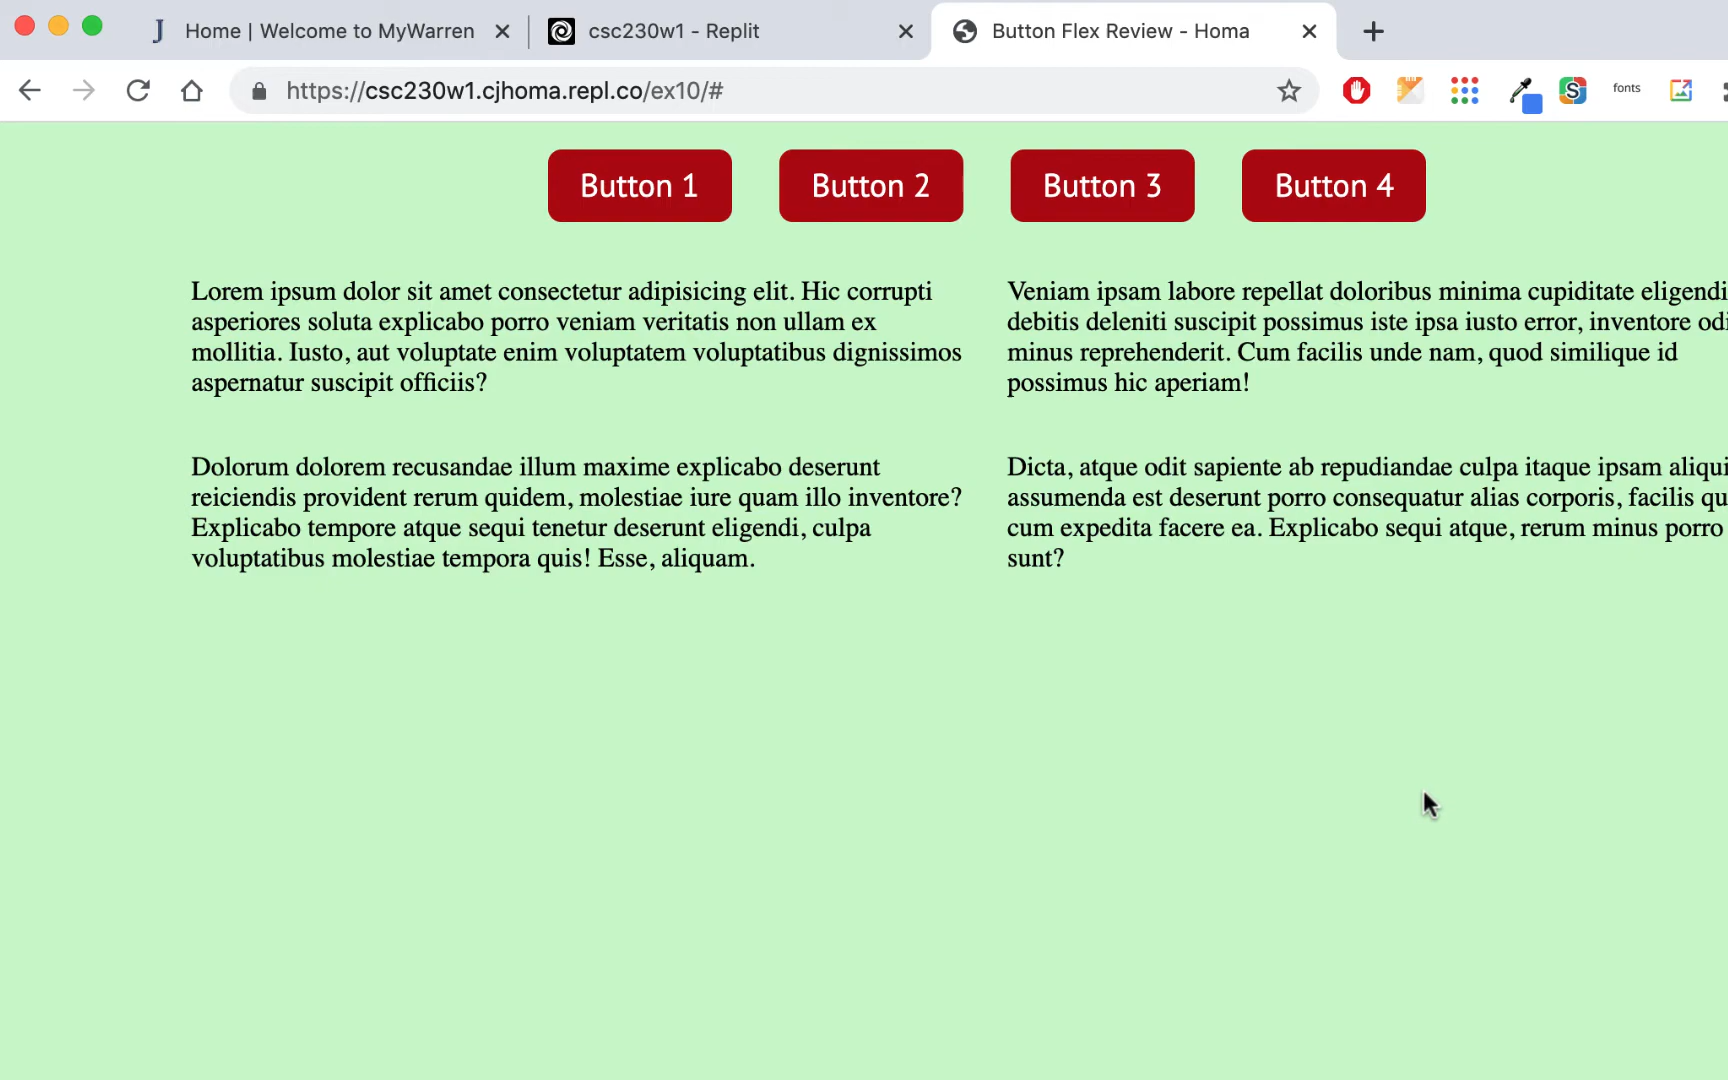 Home | Welcome to MyWarren
csc230w1 - Replit
Button Flex Review - Homa
https://csc230w1.cjhoma.repl.co/ex10/#
fonts
Button 1
Button 2
Button 3
Button 4
Lorem ipsum dolor sit amet consectetur adipisicing elit. Hic corrupti
asperiores soluta explicabo porro veniam veritatis non ullam ex
mollitia. Iusto, aut voluptate enim voluptatem voluptatibus dignissimos
aspernatur suscipit officiis?
Veniam ipsam labore repellat doloribus minima cupiditate eligendi
debitis deleniti suscipit possimus iste ipsa iusto error, inventore odi
minus reprehenderit. Cum facilis unde nam, quod similique id
possimus hic aperiam!
Dolorum dolorem recusandae illum maxime explicabo deserunt
reiciendis provident rerum quidem, molestiae iure quam illo inventore?
Explicabo tempore atque sequi tenetur deserunt eligendi, culpa
voluptatibus molestiae tempora quis! Esse, aliquam.
Dicta, atque odit sapiente ab repudiandae culpa itaque ipsam aliqui
assumenda est deserunt porro consequatur alias corporis, facilis qu
cum expedita facere ea. Explicabo sequi atque, rerum minus porro
sunt?